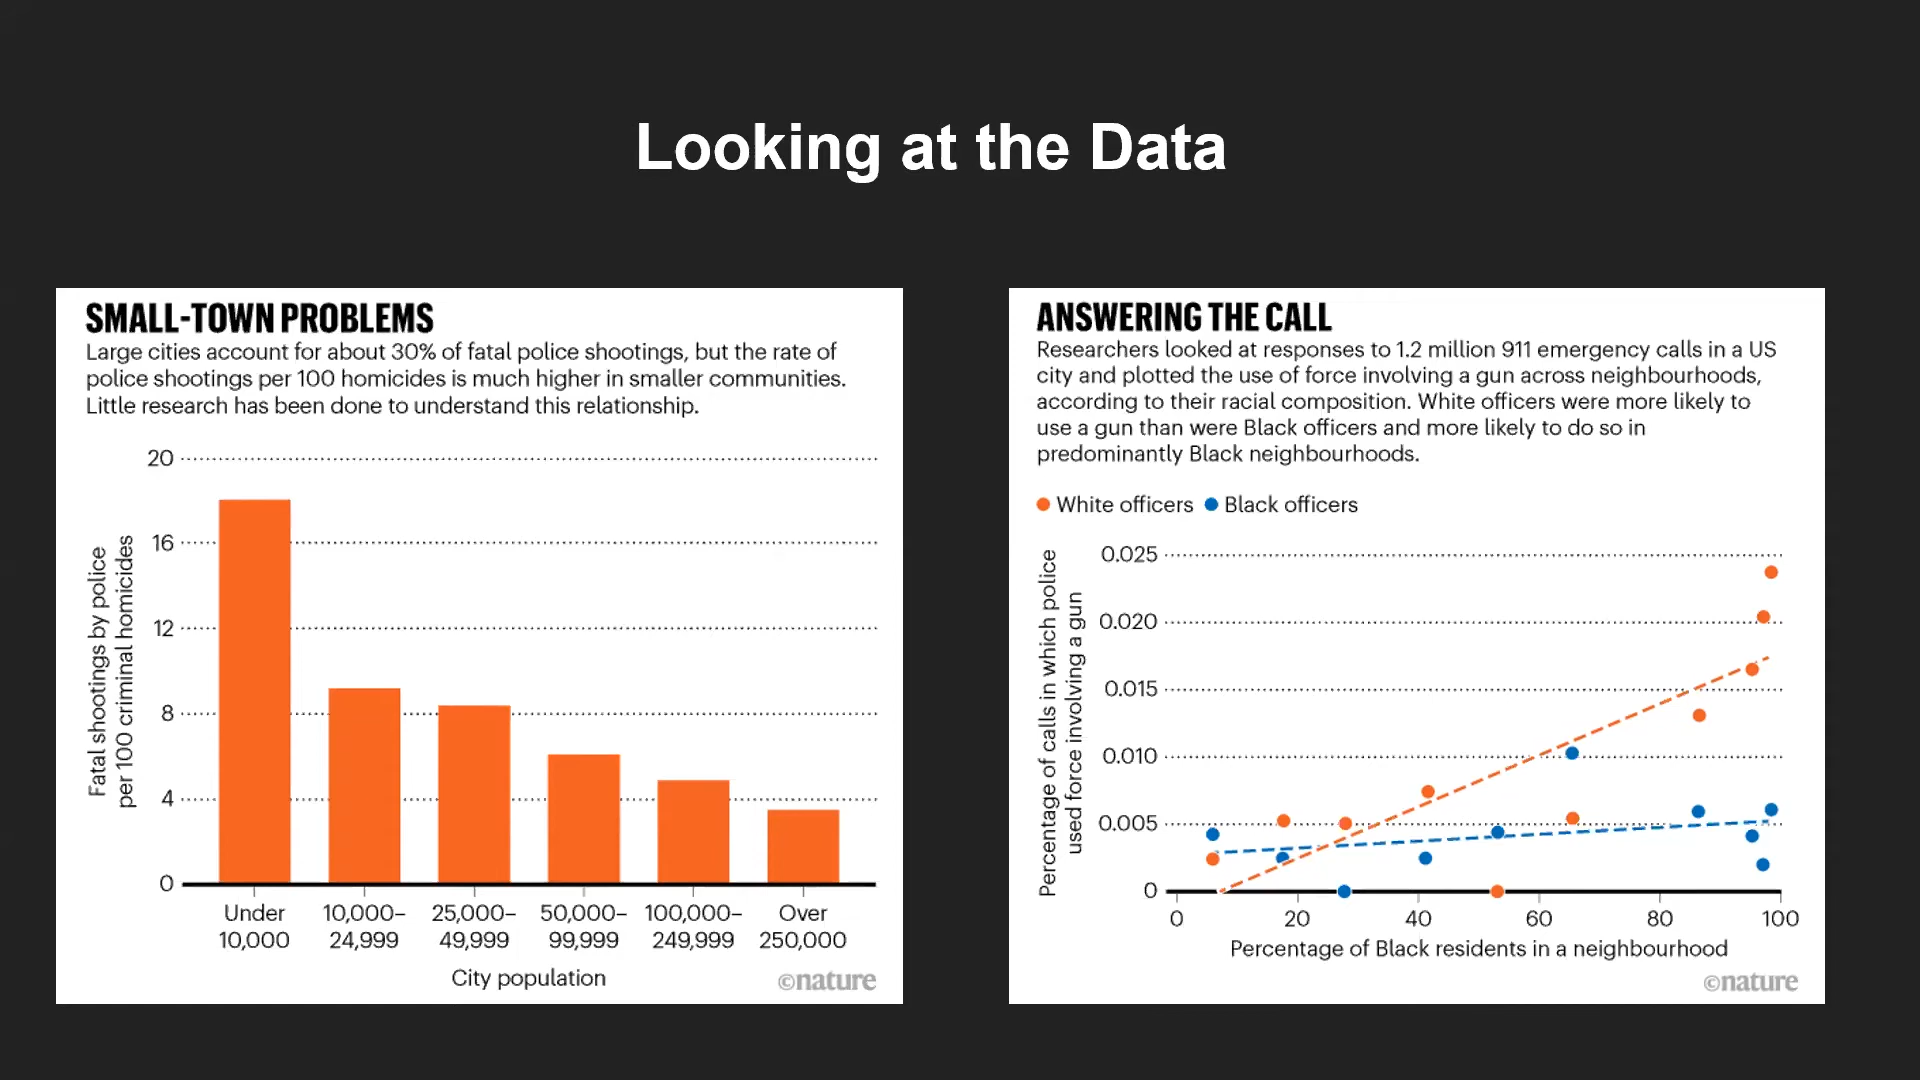 Looking at the Data
SMALL-TOWN PROBLEMS
Large cities account for about 30% of fatal police shootings, but the rate of
police shootings per 100 homicides is much higher in smaller communities.
Little research has been done to understand this relationship.
Fatal shootings by police
per 100 criminal homicides
20
16
12
8
4
0
Under
10,000
10,000–
24,999
25,000–
49,999
50,000–
99,999
100,000–
249,999
Over
250,000
City population
©nature
ANSWERING THE CALL
Researchers looked at responses to 1.2 million 911 emergency calls in a US
city and plotted the use of force involving a gun across neighbourhoods,
according to their racial composition. White officers were more likely to
use a gun than were Black officers and more likely to do so in
predominantly Black neighbourhoods.
White officers Black officers
Percentage of calls in which police
used force involving a gun
0.025
0.020
0.015
0.010
0.005
0
0 20 40 60 80 100
Percentage of Black residents in a neighbourhood
©nature